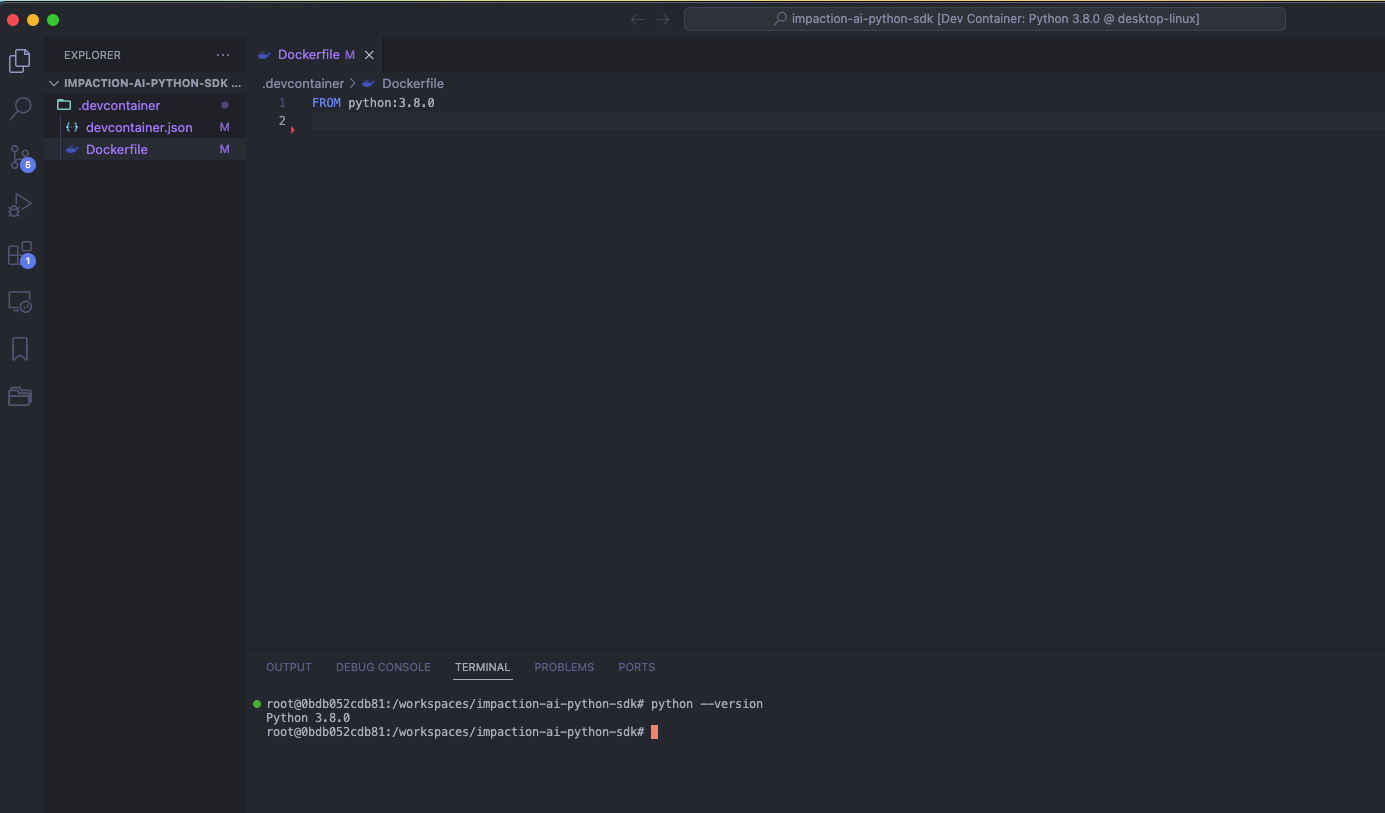 impaction-ai-python-sdk [Dev Container: Python 3.8.0 @ desktop-linux]
EXPLORER ...
IMPACTION-AI-PYTHON-SDK ...
.devcontainer
devcontainer.json M
Dockerfile M
5
1
Dockerfile M
.devcontainer > Dockerfile
1 FROM python:3.8.0
2
OUTPUT DEBUG CONSOLE TERMINAL PROBLEMS PORTS
root@0bdb052cdb81:/workspaces/impaction-ai-python-sdk# python --version
Python 3.8.0
root@0bdb052cdb81:/workspaces/impaction-ai-python-sdk#